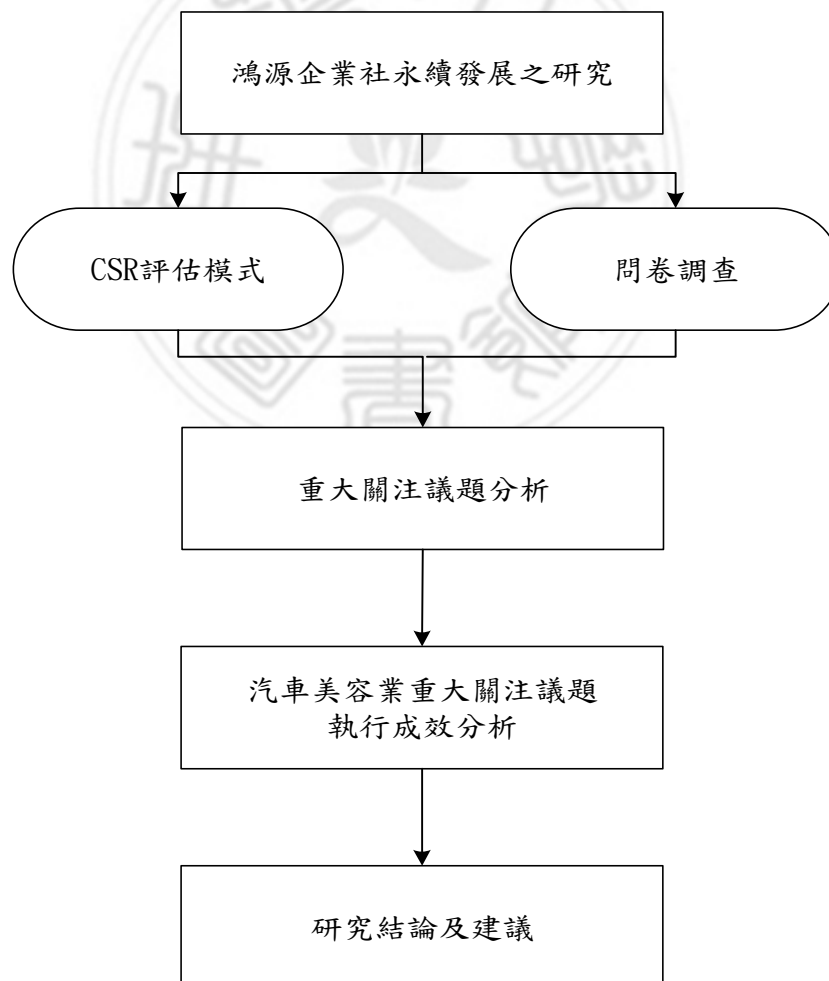 鴻源企業社永續發展之研究
CSR評估模式
問卷調查
重大關注議題分析
汽車美容業重大關注議題
執行成效分析
研究結論及建議